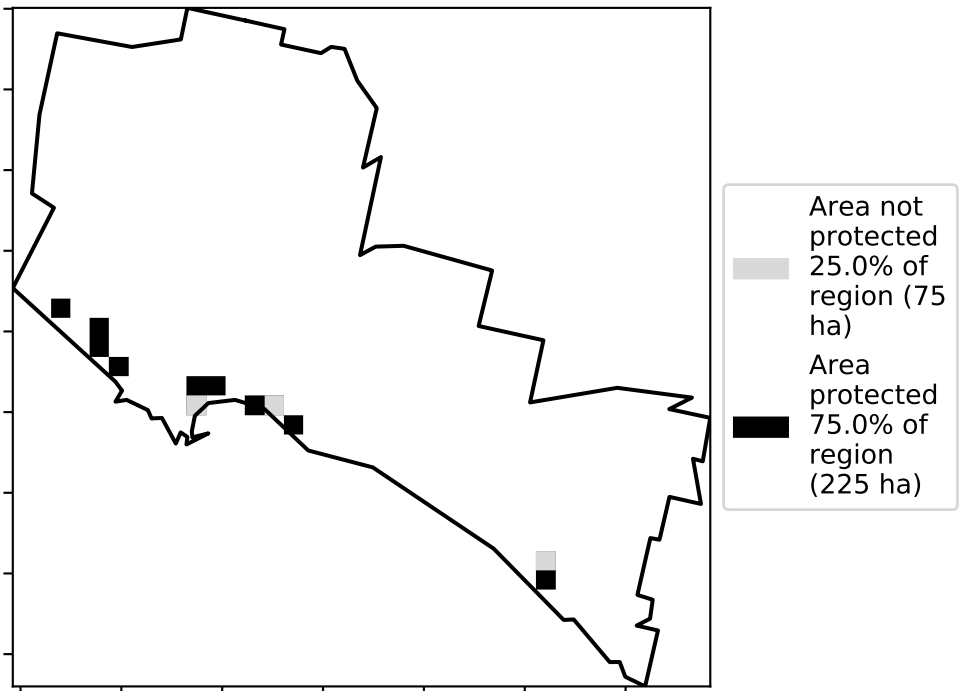 Area not
protected
25.0% of
region (75
ha)
Area
protected
75.0% of
region
(225 ha)